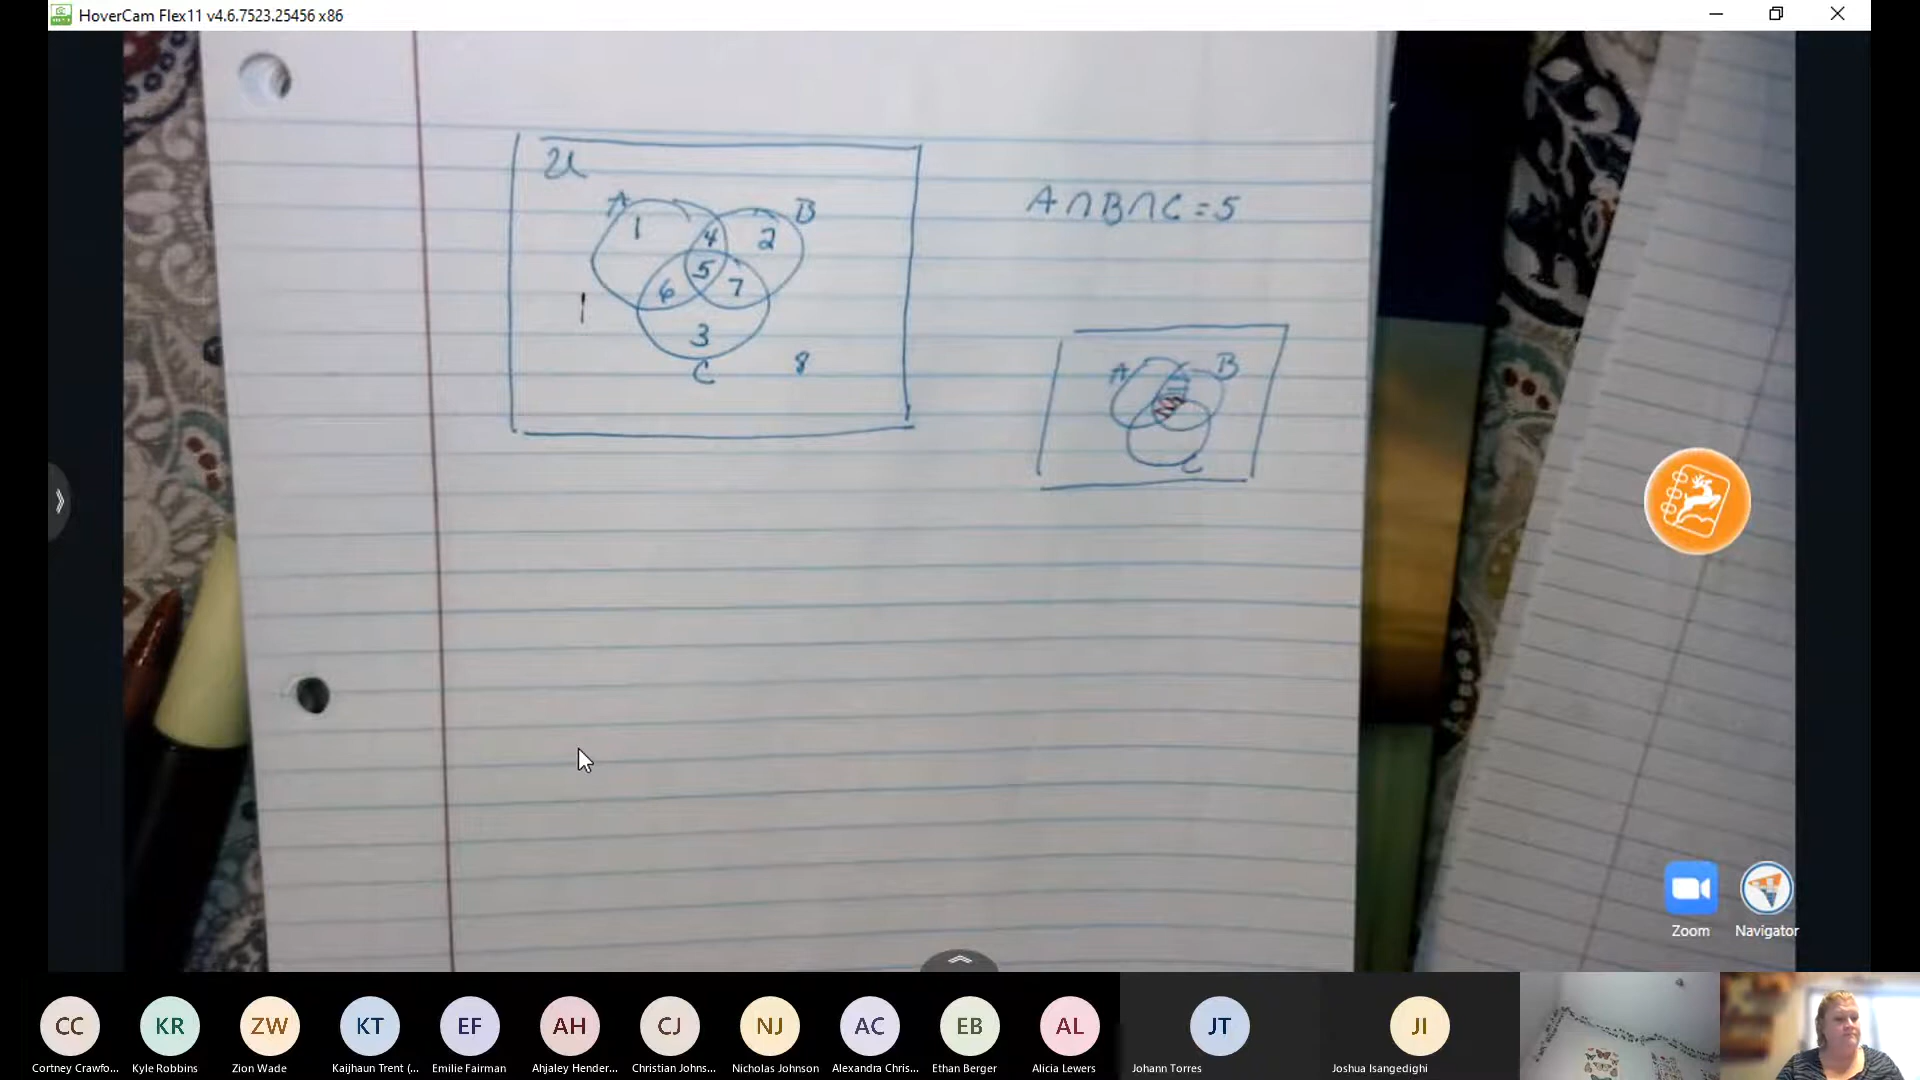 HoverCam Flex11 v4.6.7523.25456 x86
U
A
B
1
4
2
5
6
7
3
C
8
A∩B∩C = 5
A
B
C
Zoom
Navigator
CC
KR
ZW
KT
EF
AH
CJ
NJ
AC
EB
AL
JT
JI
Cortney Crawfo...
Kyle Robbins
Zion Wade
Kaijhaun Trent (...
Emilie Fairman
Ahjaley Hender...
Christian Johns...
Nicholas Johnson
Alexandra Chris...
Ethan Berger
Alicia Lewers
Johann Torres
Joshua Isangedighi